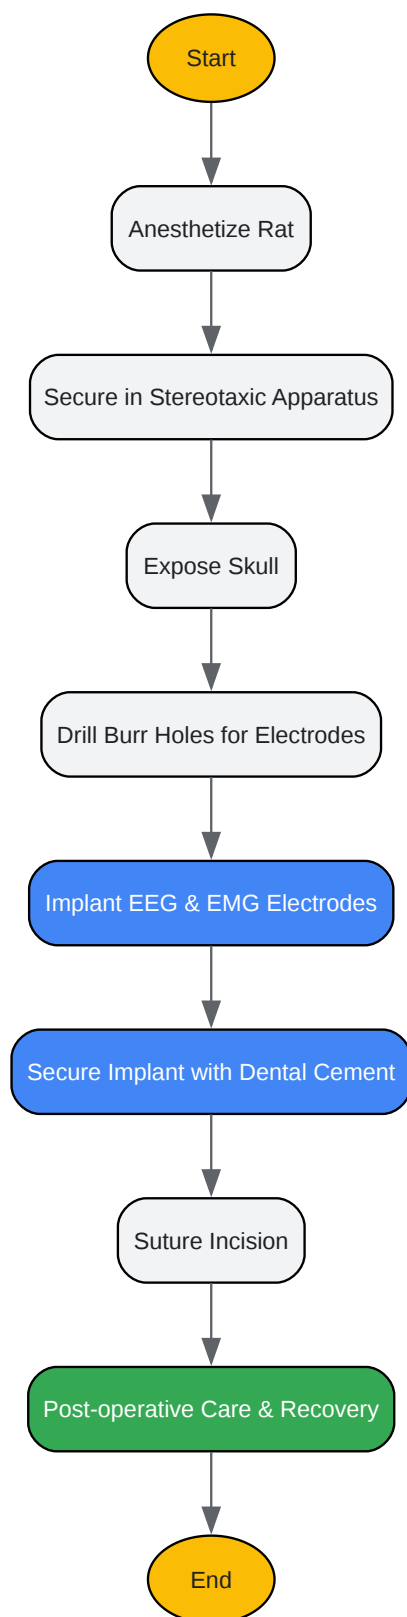 Start
Anesthetize Rat
Secure in Stereotaxic Apparatus
Expose Skull
Drill Burr Holes for Electrodes
Implant EEG & EMG Electrodes
Secure Implant with Dental Cement
Suture Incision
Post-operative Care & Recovery
End